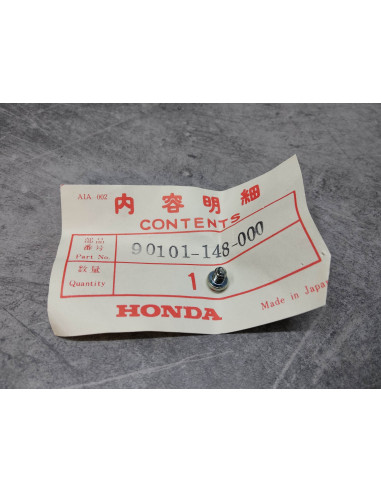 AIA 002
内容明細
CONTENTS
部品番号
Part No.
90101-148-000
数量
Quantity
1
HONDA
Made in Japan